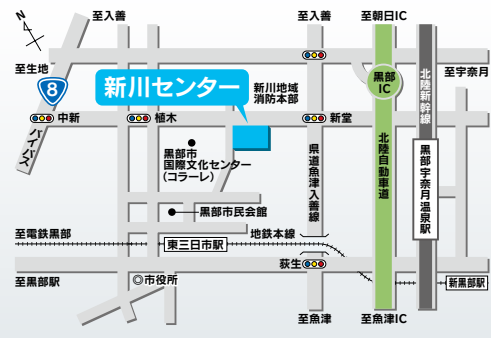 N
至入善
至入善
至朝日IC
至生地
8
黒部
IC
至宇奈月
新川センター
新川地域
消防本部
北陸新幹線
中新
植木
新堂
バイパス
黒部市
国際文化センター
(コラーレ)
県道魚津入善線
北陸自動車道
黒部宇奈月温泉駅
黒部市民会館
至電鉄黒部
地鉄本線
東三日市駅
荻生
至黒部駅
◎市役所
新黒部駅
至魚津
至魚津IC